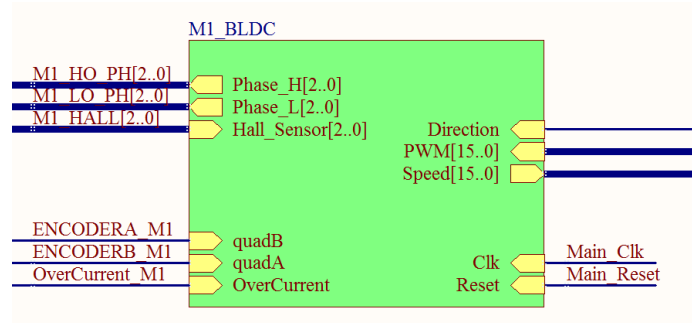 M1_BLDC
M1_HO_PH[2..0]
Phase_H[2..0]
M1_LO_PH[2..0]
Phase_L[2..0]
M1_HALL[2..0]
Hall_Sensor[2..0]
Direction
PWM[15..0]
Speed[15..0]
ENCODERA_M1
quadB
ENCODERB_M1
quadA
Clk
Main_Clk
OverCurrent_M1
OverCurrent
Reset
Main_Reset